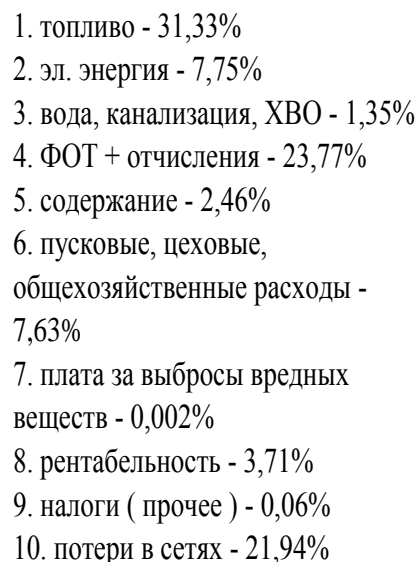 1. топливо - 31,33%
2. эл. энергия - 7,75%
3. вода, канализация, ХВО - 1,35%
4. ФОТ + отчисления - 23,77%
5. содержание - 2,46%
6. пусковые, цеховые,
общехозяйственные расходы -
7,63%
7. плата за выбросы вредных
веществ - 0,002%
8. рентабельность - 3,71%
9. налоги ( прочее ) - 0,06%
10. потери в сетях - 21,94%